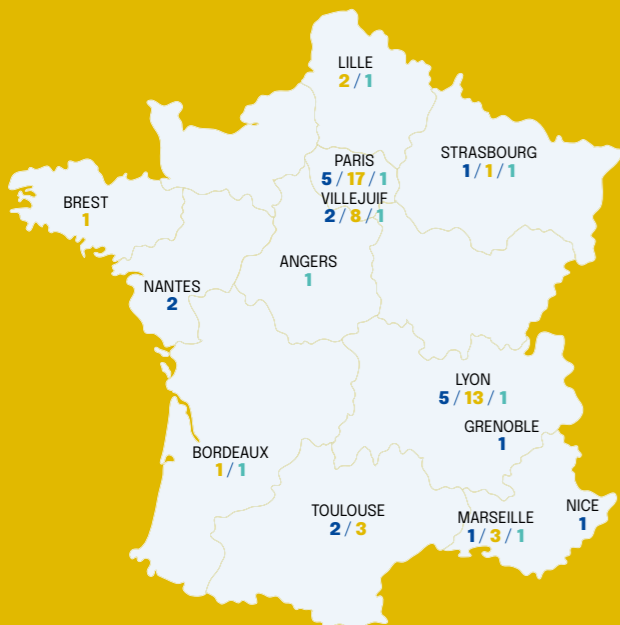 LILLE
2 / 1
PARIS
5 / 17 / 1
VILLEJUIF
2 / 8 / 1
STRASBOURG
1 / 1 / 1
BREST
1
ANGERS
1
NANTES
2
LYON
5 / 13 / 1
GRENOBLE
1
BORDEAUX
1 / 1
TOULOUSE
2 / 3
MARSEILLE
1 / 3 / 1
NICE
1